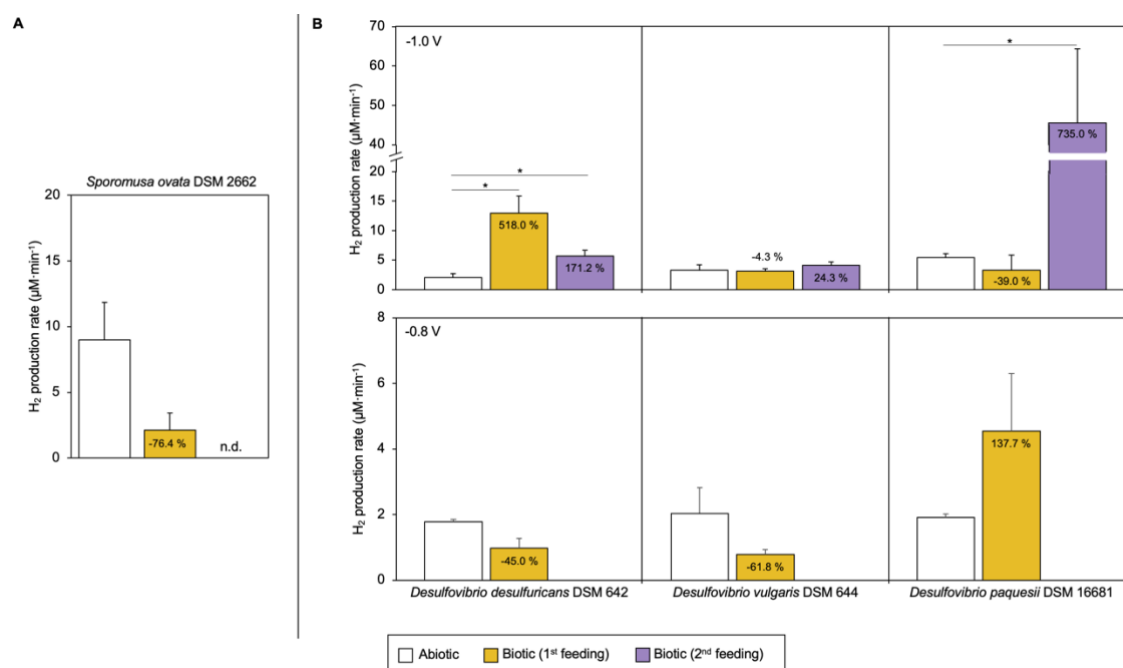 A
Sporomusa ovata DSM 2662
H₂ production rate (µM·min⁻¹)
20
15
10
5
0
-76.4 %
n.d.
B
-1.0 V
H₂ production rate (µM·min⁻¹)
70
60
50
40
20
15
10
5
0
*
*
518.0 %
171.2 %
-4.3 %
24.3 %
*
-39.0 %
735.0 %
-0.8 V
H₂ production rate (µM·min⁻¹)
8
6
4
2
0
-45.0 %
-61.8 %
137.7 %
Desulfovibrio desulfuricans DSM 642
Desulfovibrio vulgaris DSM 644
Desulfovibrio paquesii DSM 16681
Abiotic Biotic (1st feeding) Biotic (2nd feeding)